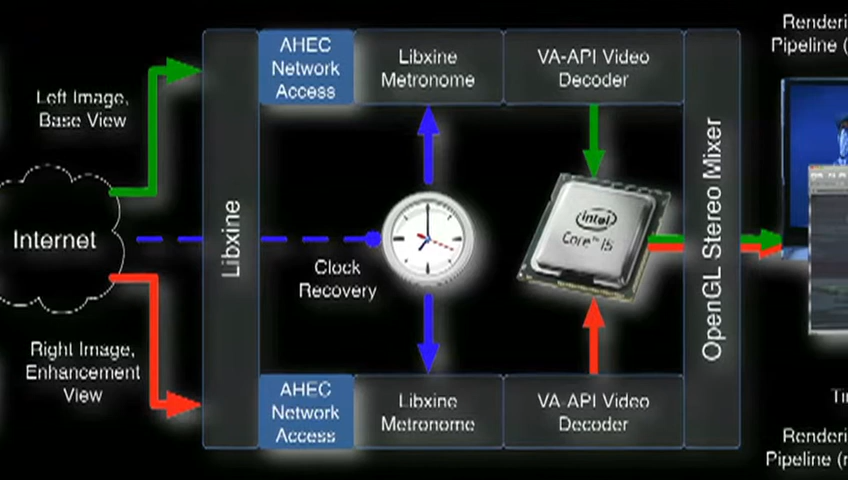 Renderi
Pipeline (
AHEC
Network
Access
Libxine
Metronome
VA-API Video
Decoder
Left Image,
Base View
Internet
Libxine
Clock
Recovery
intel
Core™ i5
OpenGL Stereo Mixer
Right Image,
Enhancement
View
AHEC
Network
Access
Libxine
Metronome
VA-API Video
Decoder
Ti
Renderi
Pipeline (r